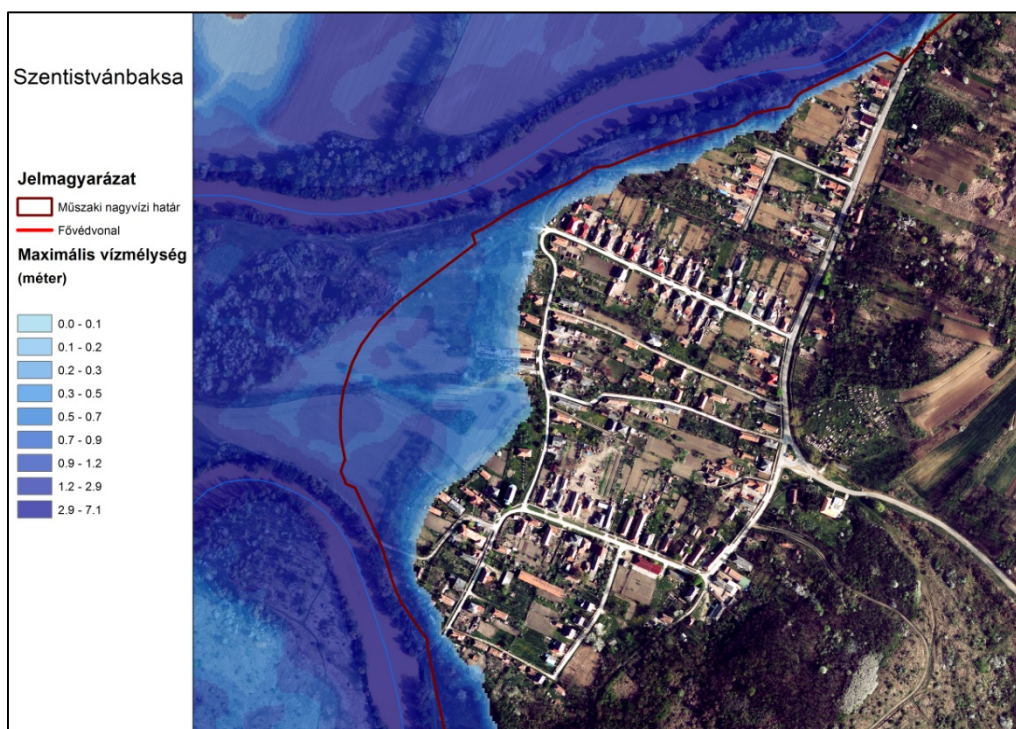 Szentistvánbaksa
Jelmagyarázat
Műszaki nagyvízi határ
Fővédvonal
Maximális vízmélység
(méter)
0.0 - 0.1
0.1 - 0.2
0.2 - 0.3
0.3 - 0.5
0.5 - 0.7
0.7 - 0.9
0.9 - 1.2
1.2 - 2.9
2.9 - 7.1